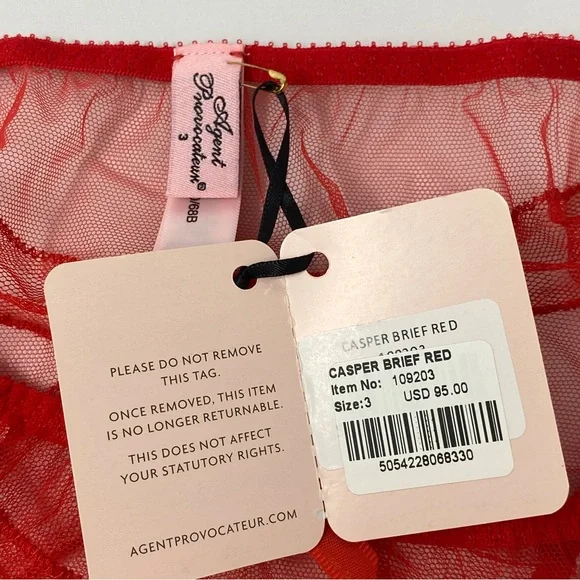 Agent
Provocateur®
3
W68B
PLEASE DO NOT REMOVE
THIS TAG.
ONCE REMOVED, THIS ITEM
IS NO LONGER RETURNABLE.
THIS DOES NOT AFFECT
YOUR STATUTORY RIGHTS.
AGENTPROVOCATEUR.COM
CASPER BRIEF RED
109203
CASPER BRIEF RED
Item No: 109203
Size:3 USD 95.00
5054228068330